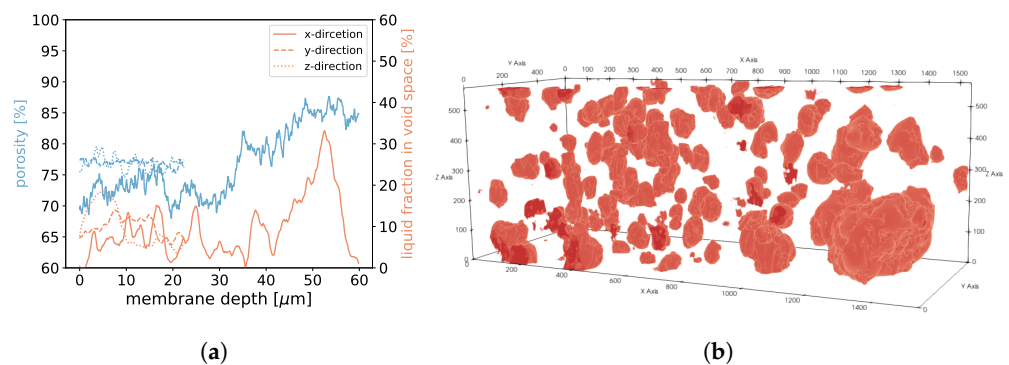 100
95
90
85
80
75
70
65
60
porosity [%]
0 10 20 30 40 50 60
membrane depth [μm]
x-dircetion
y-direction
z-direction
60
50
40
30
20
10
0
liquid fraction in void space [%]
(a)
Y Axis
0 200 400
X Axis
0 100 200 300 400 500 600 700 800 900 1000 1100 1200 1300 1400 1500
500
400
300
200
100
0
Z Axis
500
400
300
200
100
0
Z Axis
200 400 600 800 1000 1200 1400
X Axis
0
Y Axis
(b)